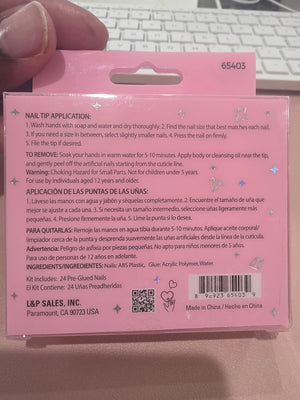 65403
NAIL TIP APPLICATION:
1. Wash hands with soap and water and dry thoroughly. 2. Find the nail size that best matches each nail.
3. If you need a size in between, select slightly smaller nails. 4. Press the nail on firmly.
5. File the tip if desired.
TO REMOVE: Soak your hands in warm water for 5-10 minutes. Apply body or cleansing oil near the tip,
and gently peel off the artificial nails starting from the cuticle line.
Warning: Choking Hazard for Small Parts. Not for children under 5 years.
For use by individuals aged 12 years and older.
APLICACIÓN DE LAS PUNTAS DE LAS UÑAS:
1. Lávese las manos con agua y jabón y séquelas completamente. 2. Encuentre el tamaño de uña que
mejor se ajusta a cada una. 3. Si necesita un tamaño intermedio, seleccione uñas ligeramente más
pequeñas. 4. Presione firmemente la uña. 5. Lime la punta si lo desea.
PARA QUITARLAS: Remoje las manos en agua tibia durante 5-10 minutos. Aplique aceite corporal/
limpiador cerca de la punta y desprenda suavemente las uñas artificiales desde la línea de la cutícula.
Advertencia: Peligro de asfixia por piezas pequeñas. No apto para niños menores de 5 años.
Para uso de personas de 12 años en adelante.
INGREDIENTS/INGREDIENTES: Nails: ABS Plastic, Glue: Acrylic Polymer, Water
Kit Includes: 24 Pre-Glued Nails
El Kit Contiene: 24 Uñas Preadheridas
L&P SALES, INC.
Paramount, CA 90723 USA
8 92923 65403 9
Made in China / Hecho en China